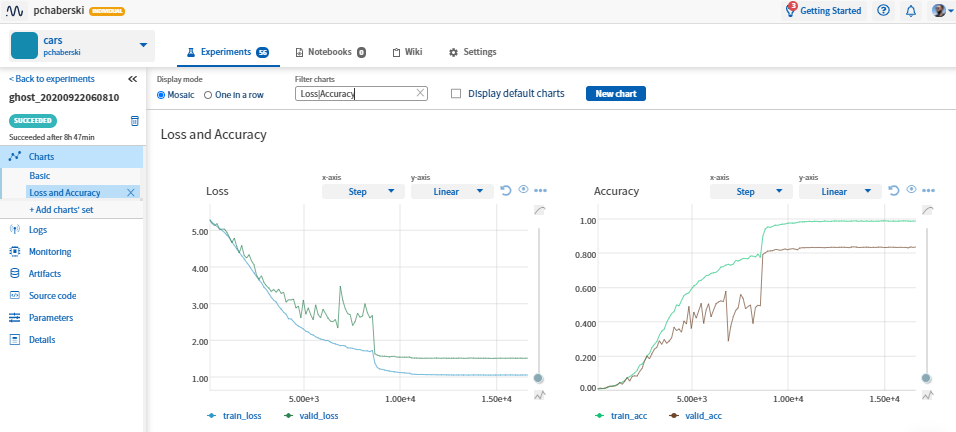 pchaberski INDIVIDUAL
3 Getting Started
cars
pchaberski
Experiments 56 Notebooks 0 Wiki Settings
< Back to experiments
ghost_20200922060810
SUCCEEDED
Succeeded after 8h 47min
Charts
Basic
Loss and Accuracy
+ Add charts' set
Logs
Monitoring
Artifacts
Source code
Parameters
Details
Display mode
Mosaic One in a row
Filter charts
Loss|Accuracy
Display default charts
New chart
Loss and Accuracy
Loss
x-axis
Step
y-axis
Linear
5.00
4.00
3.00
2.00
1.00
5.00e+3 1.00e+4 1.50e+4
train_loss valid_loss
Accuracy
x-axis
Step
y-axis
Linear
1.00
0.800
0.600
0.400
0.200
0.00
5.00e+3 1.00e+4 1.50e+4
train_acc valid_acc